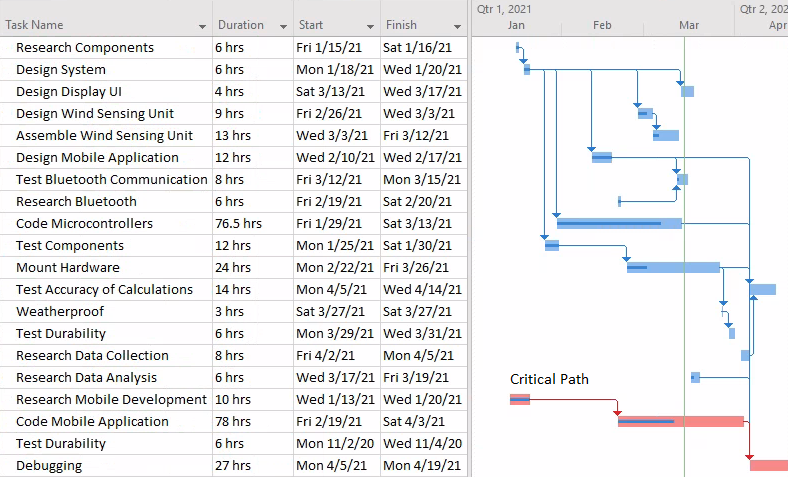 Qtr 1, 2021 Qtr 2, 202
Task Name Duration Start Finish Jan Feb Mar Apr
Research Components 6 hrs Fri 1/15/21 Sat 1/16/21
Design System 6 hrs Mon 1/18/21 Wed 1/20/21
Design Display UI 4 hrs Sat 3/13/21 Wed 3/17/21
Design Wind Sensing Unit 9 hrs Fri 2/26/21 Wed 3/3/21
Assemble Wind Sensing Unit 13 hrs Wed 3/3/21 Fri 3/12/21
Design Mobile Application 12 hrs Wed 2/10/21 Wed 2/17/21
Test Bluetooth Communication 8 hrs Fri 3/12/21 Mon 3/15/21
Research Bluetooth 6 hrs Fri 2/19/21 Sat 2/20/21
Code Microcontrollers 76.5 hrs Fri 1/29/21 Sat 3/13/21
Test Components 12 hrs Mon 1/25/21 Sat 1/30/21
Mount Hardware 24 hrs Mon 2/22/21 Fri 3/26/21
Test Accuracy of Calculations 14 hrs Mon 4/5/21 Wed 4/14/21
Weatherproof 3 hrs Sat 3/27/21 Sat 3/27/21
Test Durability 6 hrs Mon 3/29/21 Wed 3/31/21
Research Data Collection 8 hrs Fri 4/2/21 Mon 4/5/21
Research Data Analysis 6 hrs Wed 3/17/21 Fri 3/19/21 Critical Path
Research Mobile Development 10 hrs Wed 1/13/21 Wed 1/20/21
Code Mobile Application 78 hrs Fri 2/19/21 Sat 4/3/21
Test Durability 6 hrs Mon 11/2/20 Wed 11/4/20
Debugging 27 hrs Mon 4/5/21 Mon 4/19/21